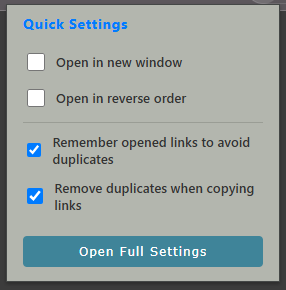 Quick Settings
Open in new window
Open in reverse order
Remember opened links to avoid
duplicates
Remove duplicates when copying
links
Open Full Settings